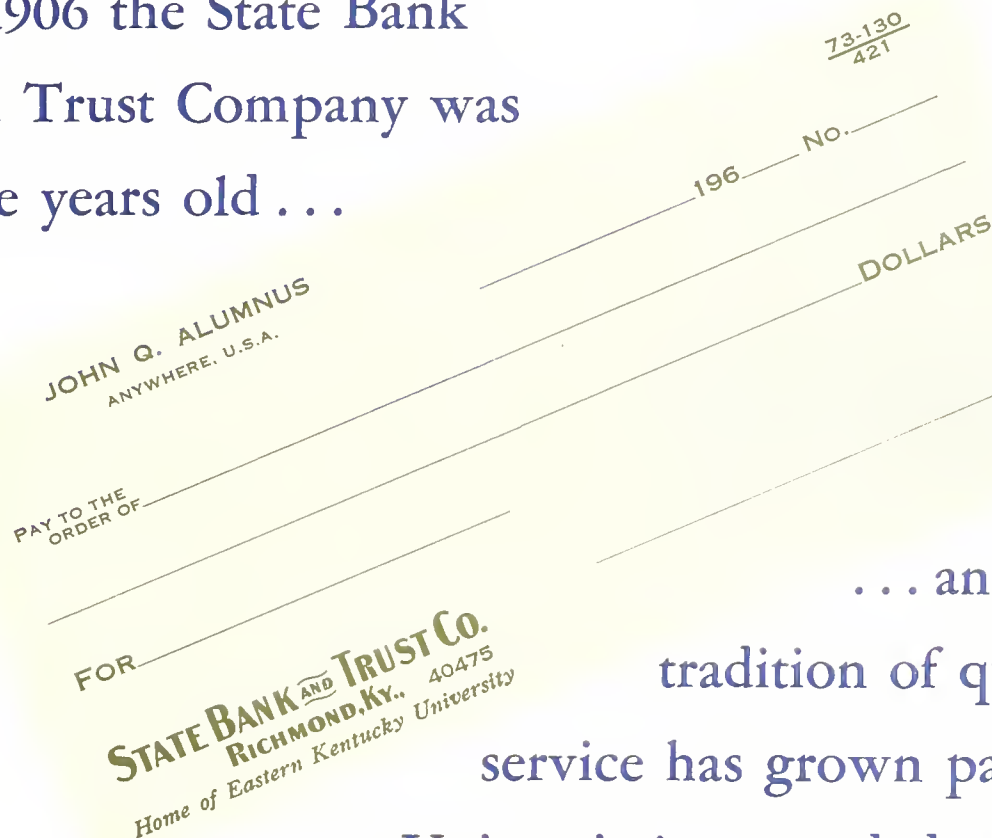 1906 the State Bank
Trust Company was
years old . . .
73-130
421
196 No.
JOHN Q. ALUMNUS
ANYWHERE, U.S.A.
DOLLARS
PAY TO THE
ORDER OF
FOR
STATE BANK AND TRUST CO.
RICHMOND, KY., 40475
Home of Eastern Kentucky University
. . . an
tradition of q
service has grown pa